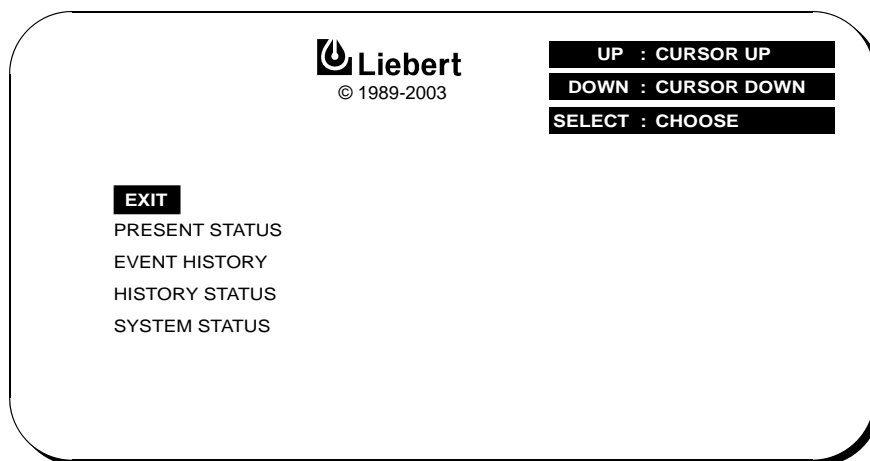 Liebert
© 1989-2003
UP : CURSOR UP
DOWN : CURSOR DOWN
SELECT : CHOOSE
EXIT
PRESENT STATUS
EVENT HISTORY
HISTORY STATUS
SYSTEM STATUS